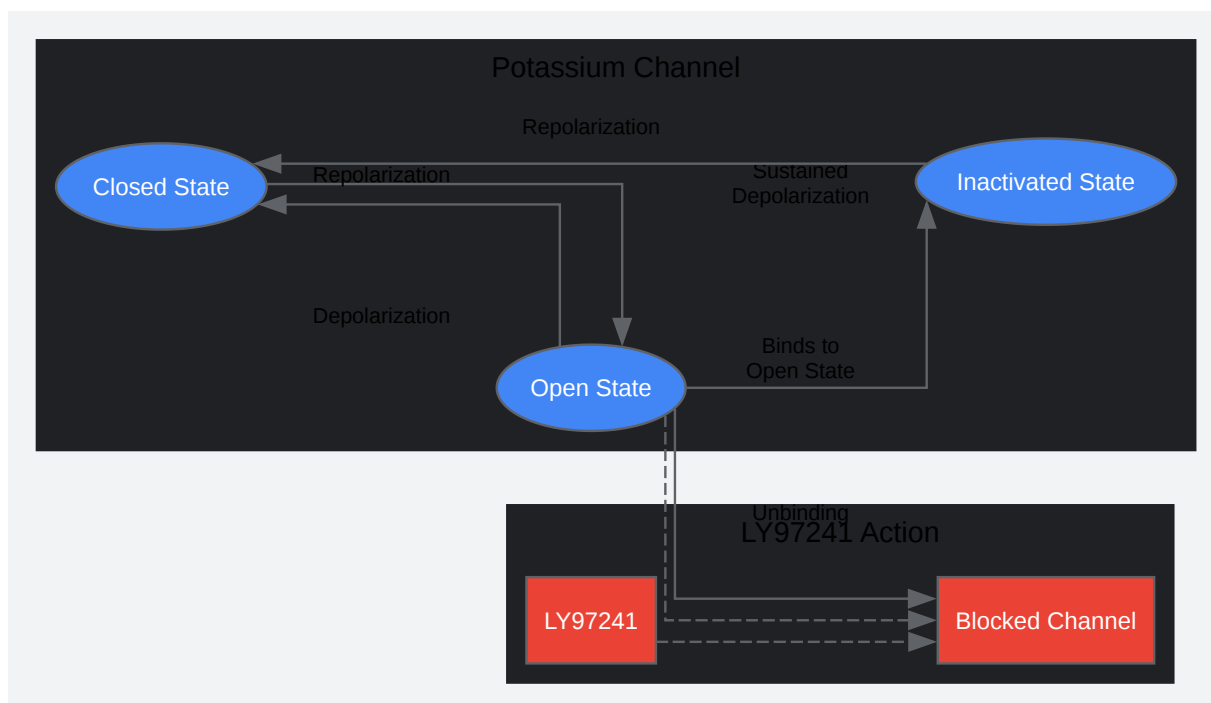 Potassium Channel
Repolarization
Closed State
Repolarization
Sustained
Depolarization
Inactivated State
Depolarization
Binds to
Open State
Open State
Unbinding
LY97241 Action
LY97241
Blocked Channel